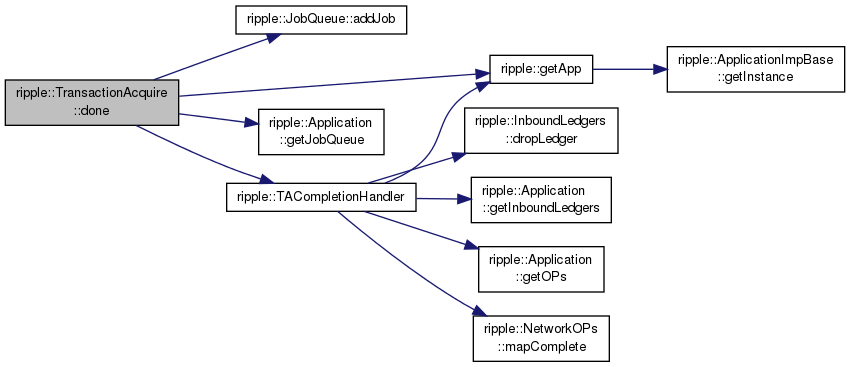 ripple::JobQueue::addJob
ripple::getApp
ripple::ApplicationImpBase
::getInstance
ripple::TransactionAcquire
::done
ripple::Application
::getJobQueue
ripple::InboundLedgers
::dropLedger
ripple::TACompletionHandler
ripple::Application
::getInboundLedgers
ripple::Application
::getOPs
ripple::NetworkOPs
::mapComplete